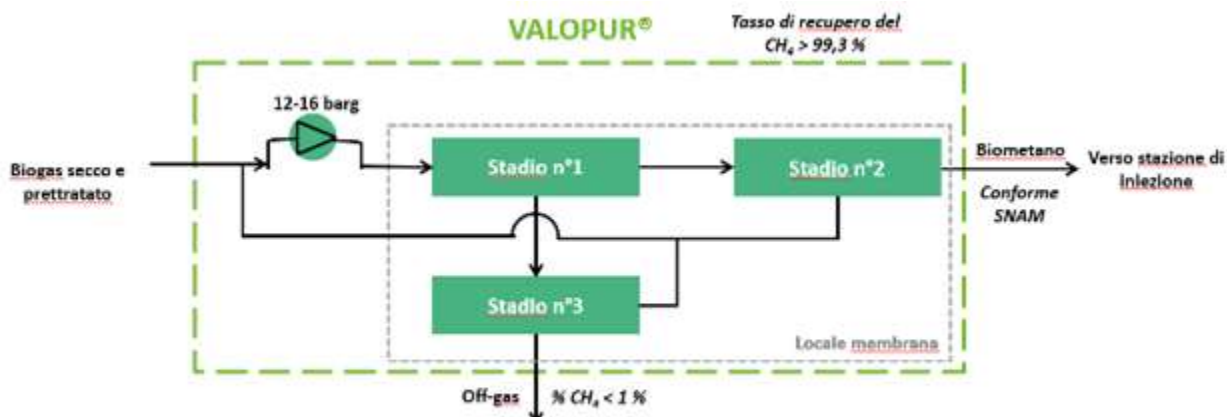 VALOPUR®
Tasso di recupero del
CH₄ > 99,3 %
12-16 barg
Biogas secco e
prettratato
Stadio n°1
Stadio n°2
Biometano
Conforme
SNAM
Verso stazione di
iniezione
Stadio n°3
Locale membrana
Off-gas
% CH₄ < 1 %